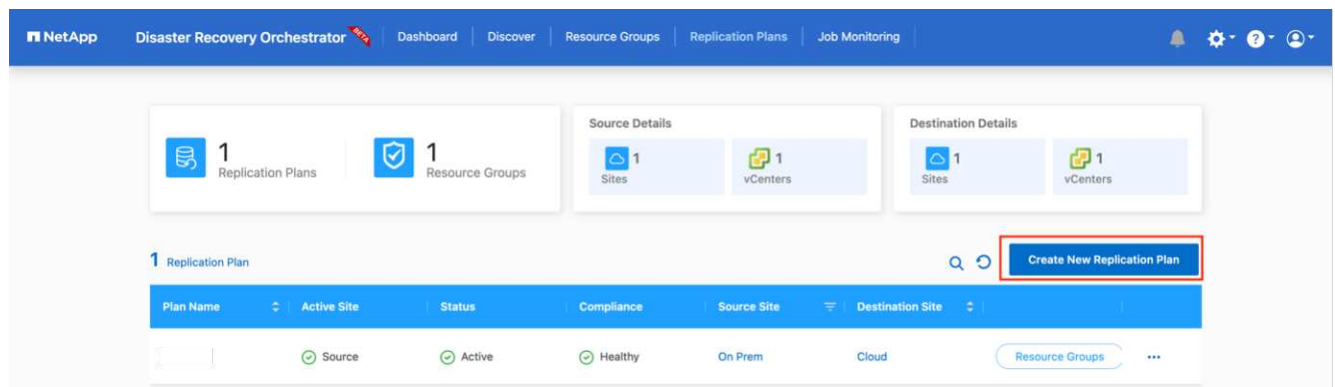 NetApp Disaster Recovery Orchestrator BETA Dashboard Discover Resource Groups Replication Plans Job Monitoring
1 Replication Plans
1 Resource Groups
Source Details
1 Sites
1 vCenters
Destination Details
1 Sites
1 vCenters
1 Replication Plan
Create New Replication Plan
Plan Name Active Site Status Compliance Source Site Destination Site
Source Active Healthy On Prem Cloud Resource Groups ...